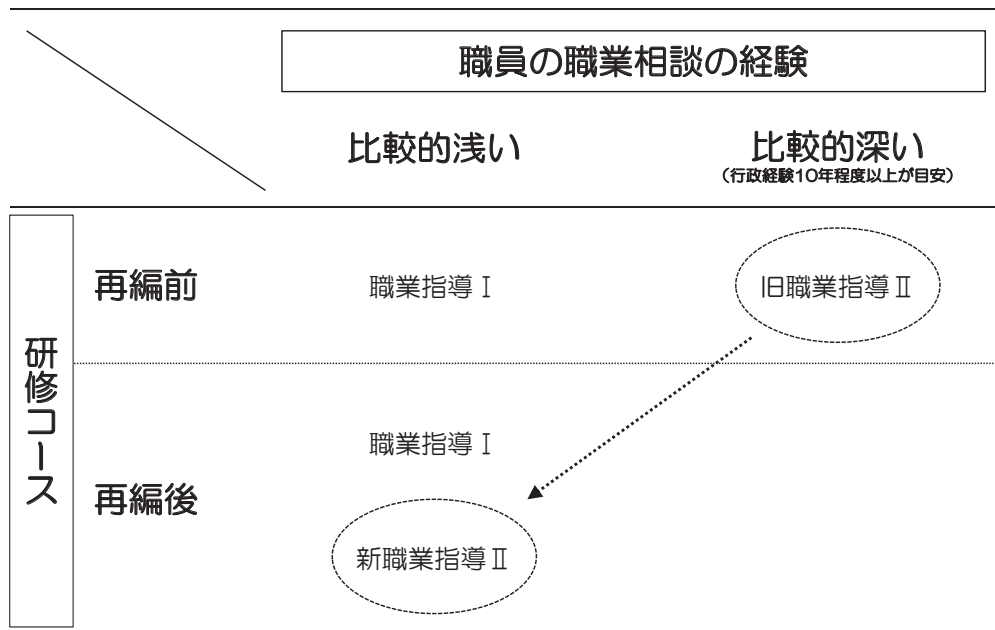 職員の職業相談の経験
比較的浅い
比較的深い
（行政経験10年程度以上が目安）
研修コース
再編前
職業指導Ⅰ
旧職業指導Ⅱ
再編後
職業指導Ⅰ
新職業指導Ⅱ